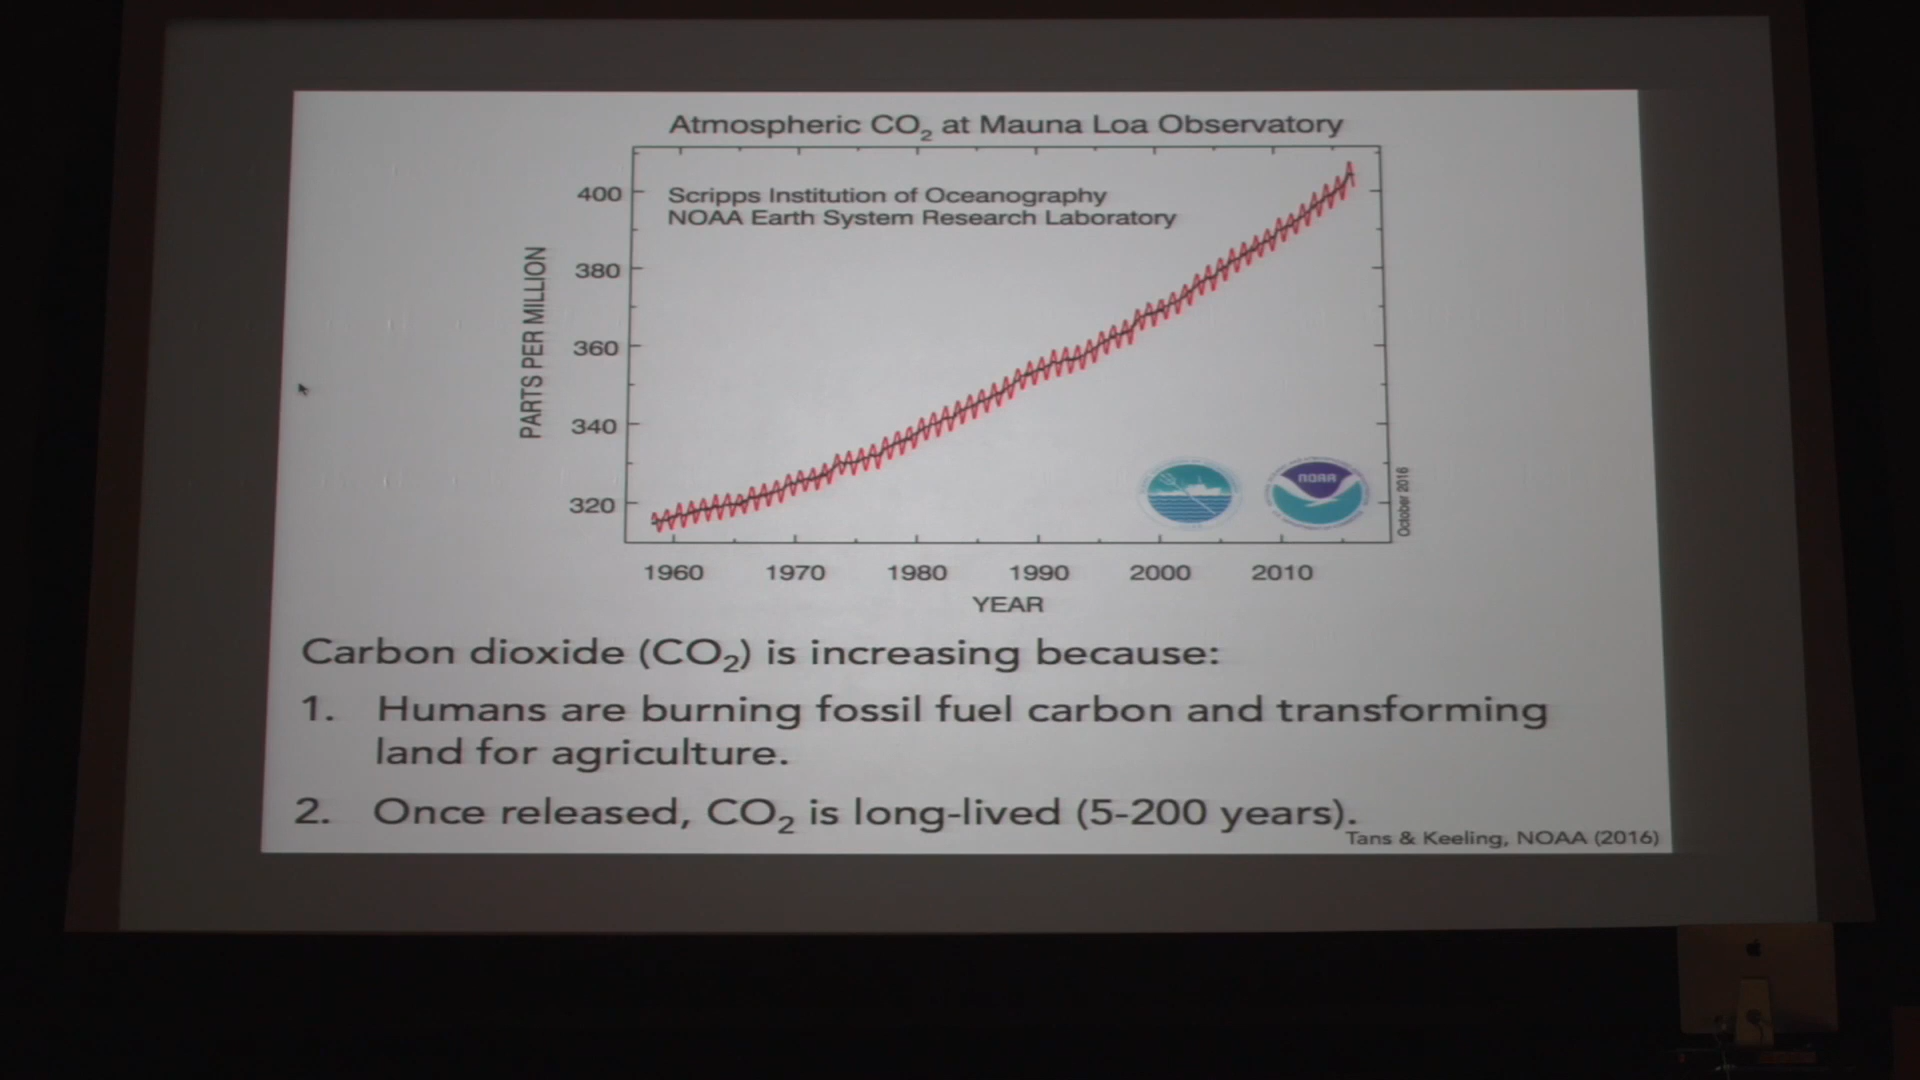 Atmospheric CO₂ at Mauna Loa Observatory
Scripps Institution of Oceanography
NOAA Earth System Research Laboratory
PARTS PER MILLION
400
380
360
340
320
NOAA
October 2016
1960 1970 1980 1990 2000 2010
YEAR
Carbon dioxide (CO₂) is increasing because:
1. Humans are burning fossil fuel carbon and transforming
land for agriculture.
2. Once released, CO₂ is long-lived (5-200 years).
Tans & Keeling, NOAA (2016)